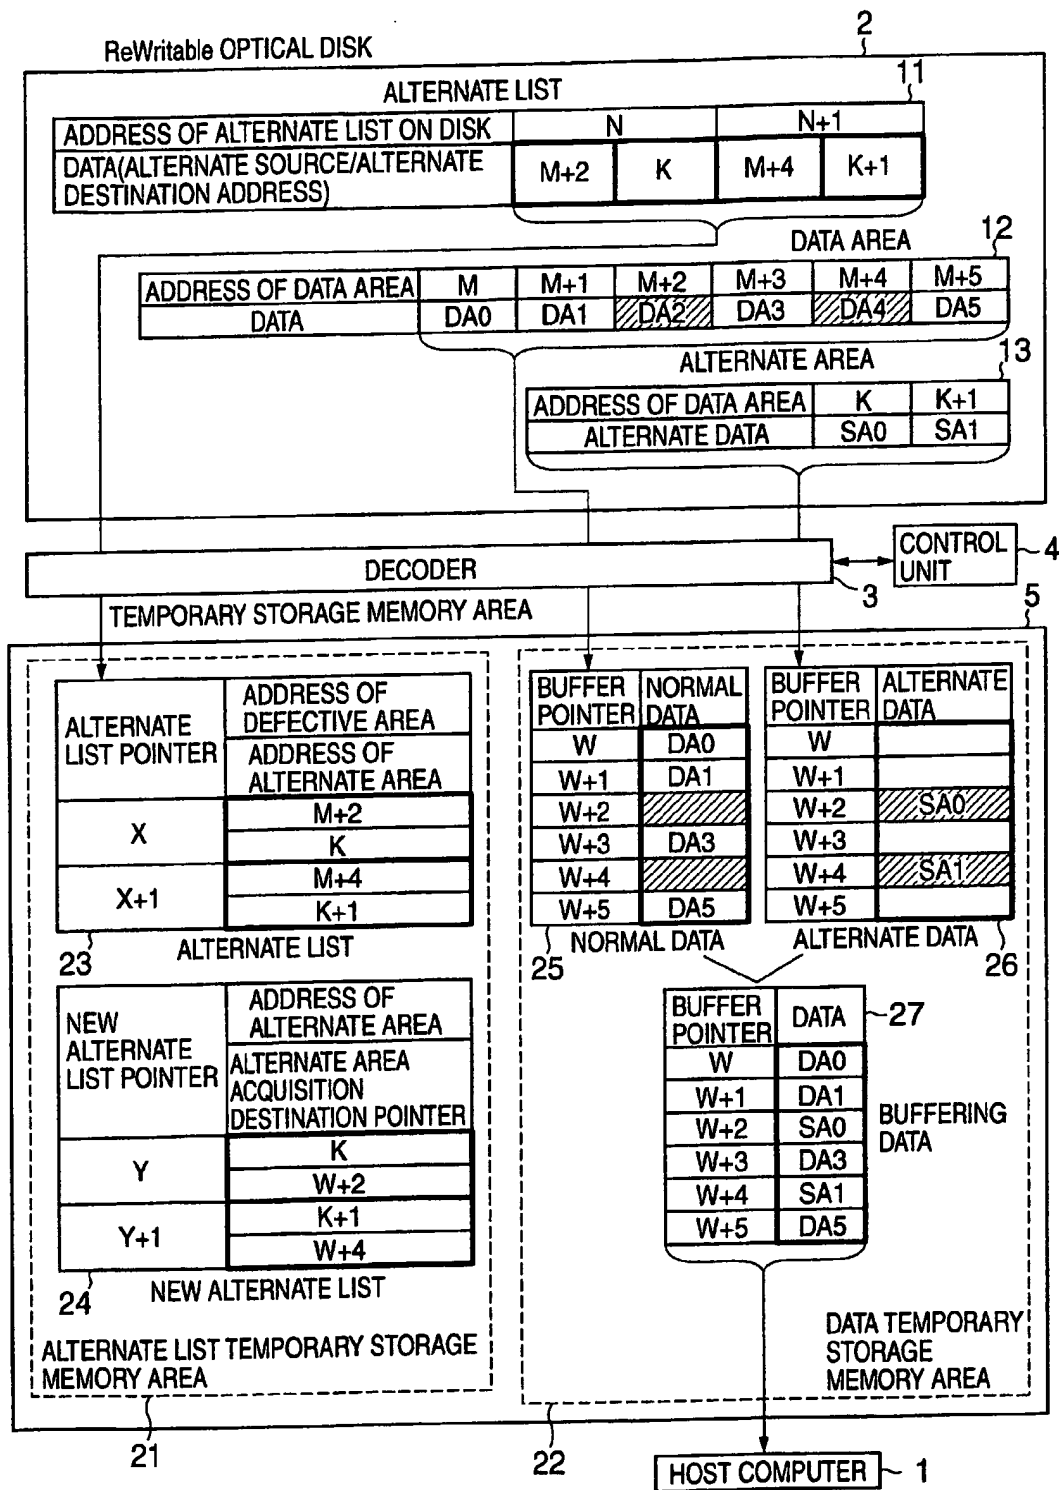 2
ReWritable OPTICAL DISK
ALTERNATE LIST
11
ADDRESS OF ALTERNATE LIST ON DISK N N+1
DATA(ALTERNATE SOURCE/ALTERNATE
DESTINATION ADDRESS) M+2 K M+4 K+1
DATA AREA
12
ADDRESS OF DATA AREA M M+1 M+2 M+3 M+4 M+5
DATA DA0 DA1 DA2 DA3 DA4 DA5
ALTERNATE AREA
13
ADDRESS OF DATA AREA K K+1
ALTERNATE DATA SA0 SA1
DECODER
3
CONTROL
UNIT
4
TEMPORARY STORAGE MEMORY AREA
5
ALTERNATE
LIST POINTER
ADDRESS OF
DEFECTIVE AREA
ADDRESS OF
ALTERNATE AREA
X
M+2
K
X+1
M+4
K+1
23
ALTERNATE LIST
NEW
ALTERNATE
LIST POINTER
ADDRESS OF
ALTERNATE AREA
ALTERNATE AREA
ACQUISITION
DESTINATION POINTER
Y
K
W+2
Y+1
K+1
W+4
24
NEW ALTERNATE LIST
ALTERNATE LIST TEMPORARY STORAGE
MEMORY AREA
21
BUFFER
POINTER
NORMAL
DATA
W DA0
W+1 DA1
W+2
W+3 DA3
W+4
W+5 DA5
25
NORMAL DATA
BUFFER
POINTER
ALTERNATE
DATA
W
W+1
W+2 SA0
W+3
W+4 SA1
W+5
ALTERNATE DATA
26
BUFFER
POINTER
DATA
27
W DA0
W+1 DA1
W+2 SA0
W+3 DA3
W+4 SA1
W+5 DA5
BUFFERING
DATA
DATA TEMPORARY
STORAGE
MEMORY AREA
22
HOST COMPUTER
1